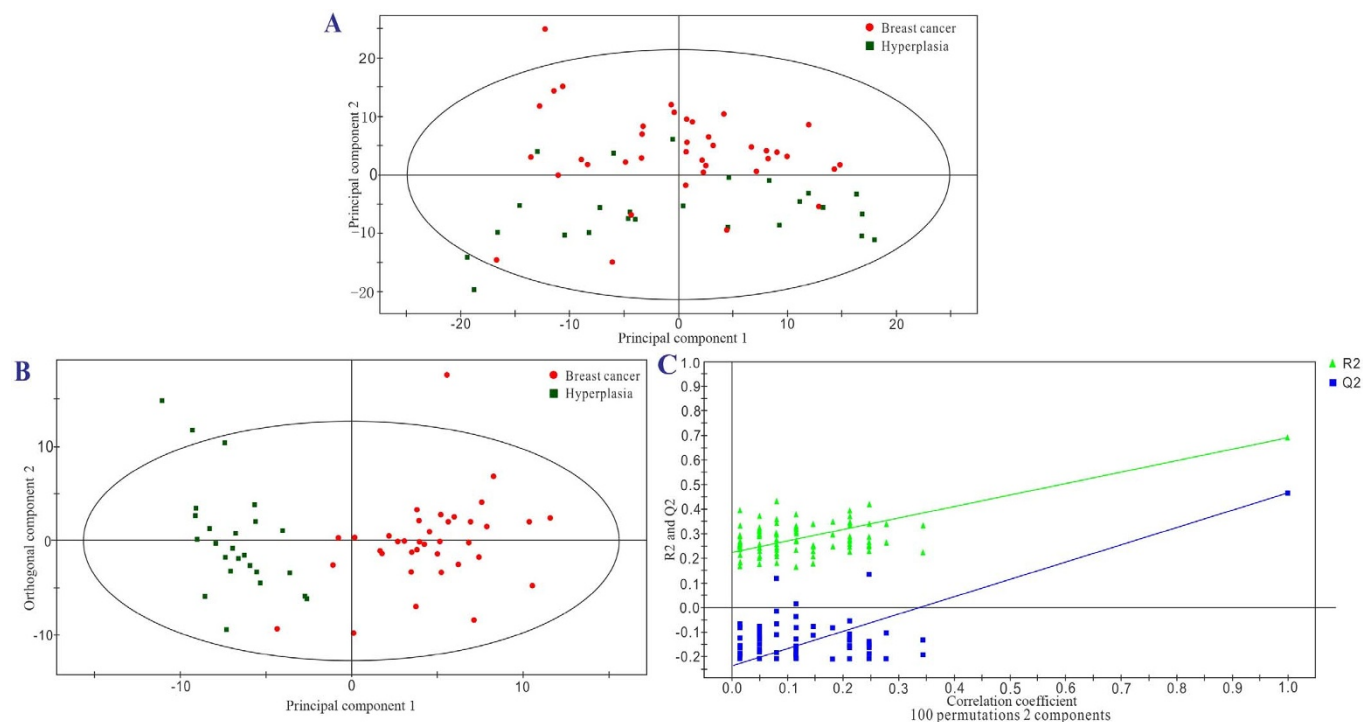 A
Breast cancer
Hyperplasia
Principal component 2
20
10
0
-10
-20
-20
-10
0
10
20
Principal component 1
B
Breast cancer
Hyperplasia
Orthogonal component 2
10
0
-10
-10
0
10
Principal component 1
C
R2
Q2
R2 and Q2
1.0
0.9
0.8
0.7
0.6
0.5
0.4
0.3
0.2
0.1
0.0
-0.1
-0.2
0.0 0.1 0.2 0.3 0.4 0.5 0.6 0.7 0.8 0.9 1.0
Correlation coefficient
100 permutations 2 components